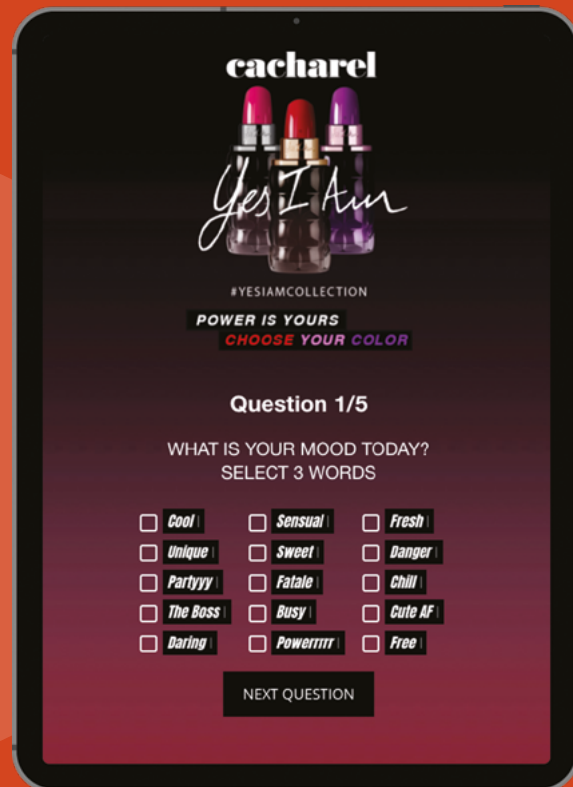 cacharel
Yes I Am
#YESIAMCOLLECTION
POWER IS YOURS
CHOOSE YOUR COLOR
Question 1/5
WHAT IS YOUR MOOD TODAY?
SELECT 3 WORDS
Cool Sensual Fresh
Unique Sweet Danger
Partyyy Fatale Chill
The Boss Busy Cute AF
Daring Powerrrr Free
NEXT QUESTION